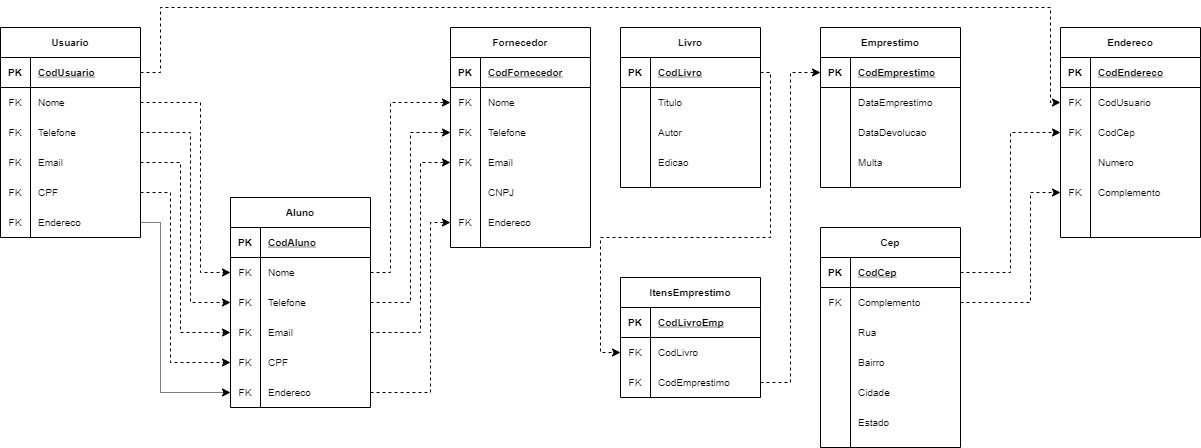 Usuario
PK CodUsuario
FK Nome
FK Telefone
FK Email
FK CPF
FK Endereco
Aluno
PK CodAluno
FK Nome
FK Telefone
FK Email
FK CPF
FK Endereco
Fornecedor
PK CodFornecedor
FK Nome
FK Telefone
FK Email
CNPJ
FK Endereco
Livro
PK CodLivro
Titulo
Autor
Edicao
ItensEmprestimo
PK CodLivroEmp
FK CodLivro
FK CodEmprestimo
Emprestimo
PK CodEmprestimo
DataEmprestimo
DataDevolucao
Multa
Cep
PK CodCep
FK Complemento
Rua
Bairro
Cidade
Estado
Endereco
PK CodEndereco
FK CodUsuario
FK CodCep
Numero
FK Complemento